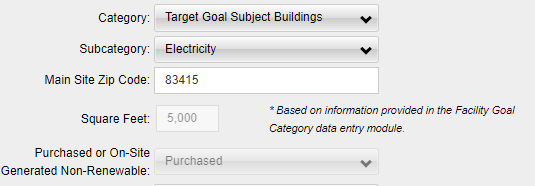 Category: Target Goal Subject Buildings
Subcategory: Electricity
Main Site Zip Code: 83415
Square Feet: 5,000
* Based on information provided in the Facility Goal
Category data entry module.
Purchased or On-Site
Generated Non-Renewable: Purchased